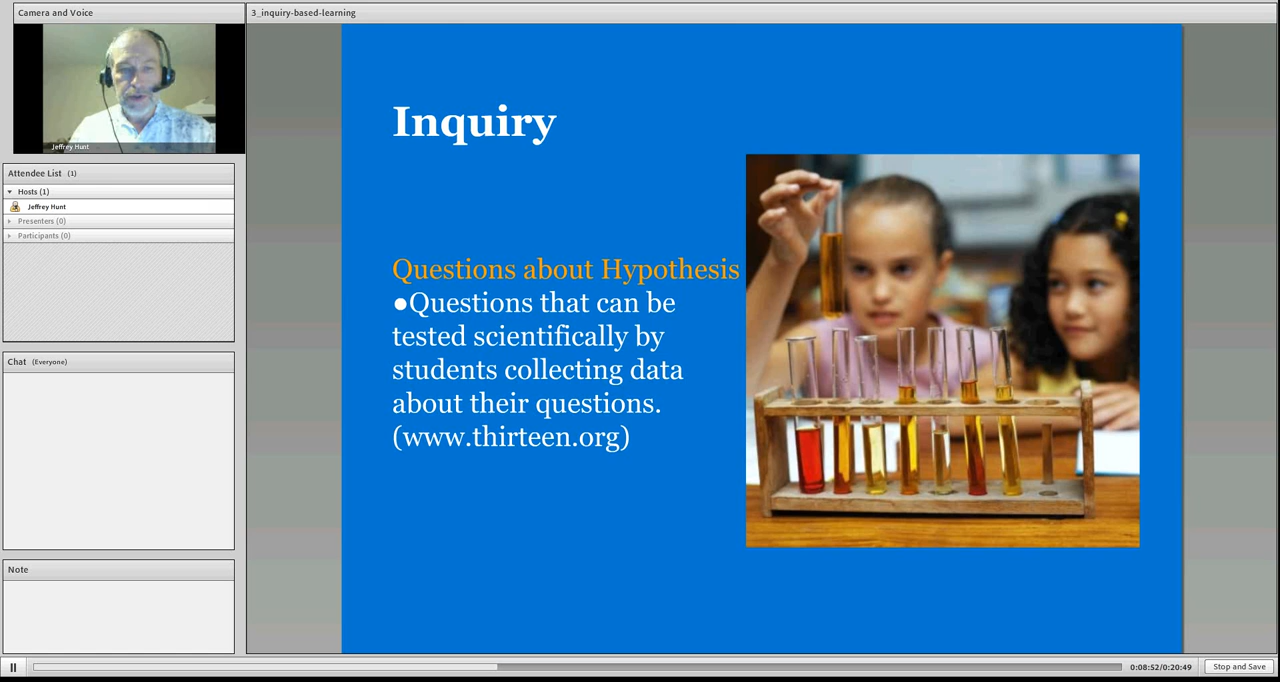 Camera and Voice
Jeffrey Hunt
Attendee List (1)
Hosts (1)
Jeffrey Hunt
Presenters (0)
Participants (0)
Chat (Everyone)
Note
3_inquiry-based-learning
Inquiry
Questions about Hypothesis
●Questions that can be
tested scientifically by
students collecting data
about their questions.
(www.thirteen.org)
0:08:52/0:20:49
Stop and Save